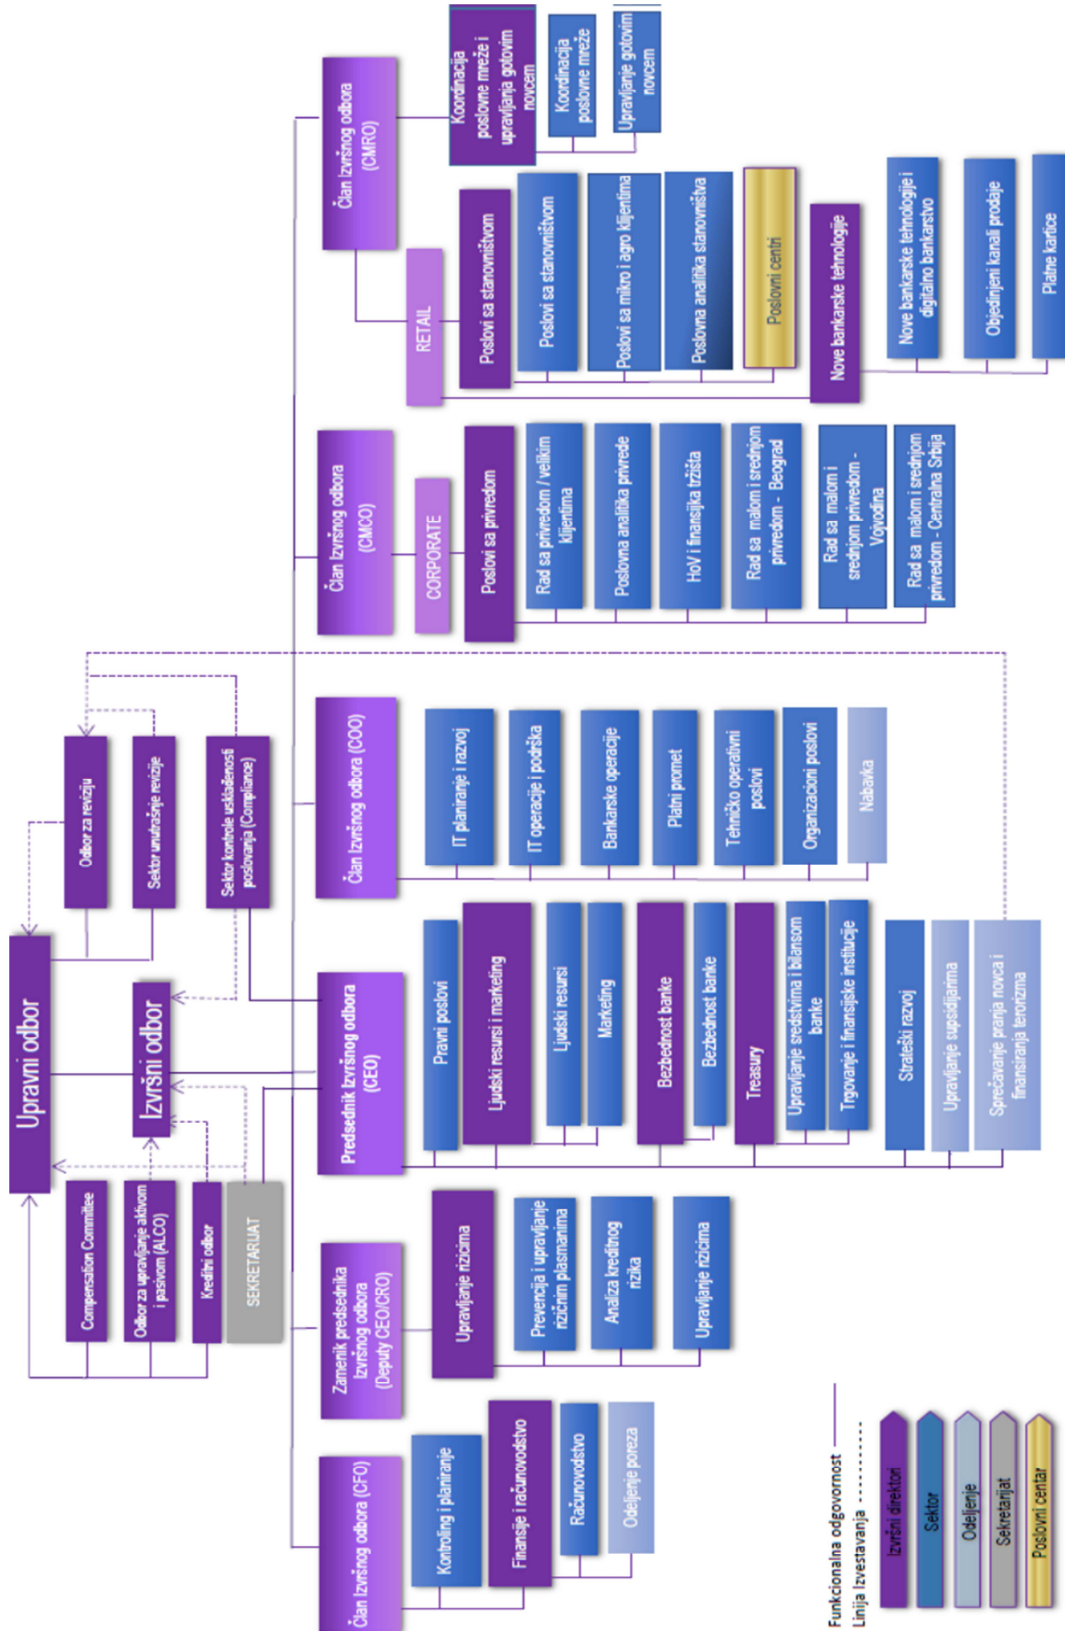 Upravni odbor
Izvršni odbor
Compensation Committee
Odbor za upravljanje aktivom
i pasivom (ALCO)
Kreditni odbor
SEKRETARIJAT
Odbor za reviziju
Sektor unutrašnje revizije
Sektor kontrole usklađenosti
poslovanja (Compliance)
Član Izvršnog odbora (CFO)
Kontroling i planiranje
Finansije i računovodstvo
Računovodstvo
Odeljenje poreza
Zamenik predsednika
Izvršnog odbora
(Deputy CEO/CRO)
Upravljanje rizicima
Prevencija i upravljanje
rizičnim plasmanima
Analiza kreditnog
rizika
Upravljanje rizicima
Predsednik Izvršnog odbora
(CEO)
Pravni poslovi
Ljudski resursi i marketing
Ljudski resursi
Marketing
Bezbednost banke
Bezbednost banke
Treasury
Upravljanje sredstvima i bilansom
banke
Trgovanje i finansijske institucije
Strateški razvoj
Upravljanje supsidijarima
Sprečavanje pranja novca i
finansiranja terorizma
Član Izvršnog odbora (COO)
IT planiranje i razvoj
IT operacije i podrška
Bankarske operacije
Platni promet
Tehničko operativni
poslovi
Organizacioni poslovi
Nabavka
Član Izvršnog odbora
(CMCO)
CORPORATE
Poslovi sa privredom
Rad sa privredom / velikim
klijentima
Poslovna analitika privrede
HoV i finansijka tržišta
Rad sa malom i srednjom
privredom - Beograd
Rad sa malom i
srednjom privredom -
Vojvodina
Rad sa malom i srednjom
privredom - Centralna Srbija
Član Izvršnog odbora
(CMRO)
RETAIL
Poslovi sa stanovništvom
Poslovi sa stanovništvom
Poslovi sa mikro i agro klijentima
Poslovna analitika stanovništva
Poslovni centri
Nove bankarske tehnologije
Nove bankarske tehnologije i
digitalno bankarstvo
Objedinjeni kanali prodaje
Platne kartice
Koordinacija
poslovne mreže i
upravljanja gotovim
novcem
Koordinacija
poslovne mreže
Upravljanje gotovim
novcem
Funkcionalna odgovornost
Linija Izvestavanja
Izvršni direktori
Sektor
Odeljenje
Sekretarijat
Poslovni centar